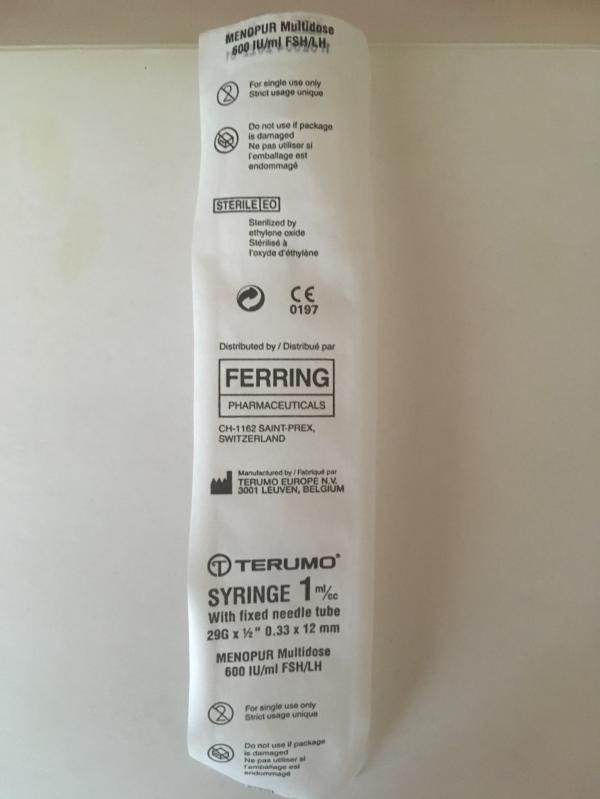 MENOPUR Multidose
600 IU/ml FSH/LH
For single use only
Strict usage unique
Do not use if package
is damaged
Ne pas utiliser si
l'emballage est
endommagé
STERILE EO
Sterilized by
ethylene oxide
Stérilisé à
l'oxyde d'éthylène
CE
0197
Distributed by / Distribué par
FERRING
PHARMACEUTICALS
CH-1162 SAINT-PREX,
SWITZERLAND
Manufactured by / Fabriqué par
TERUMO EUROPE N.V.
3001 LEUVEN, BELGIUM
TERUMO®
SYRINGE 1 ml/cc
With fixed needle tube
29G x ½" 0.33 x 12 mm
MENOPUR Multidose
600 IU/ml FSH/LH
For single use only
Strict usage unique
Do not use if package
is damaged
Ne pas utiliser si
l'emballage est
endommagé